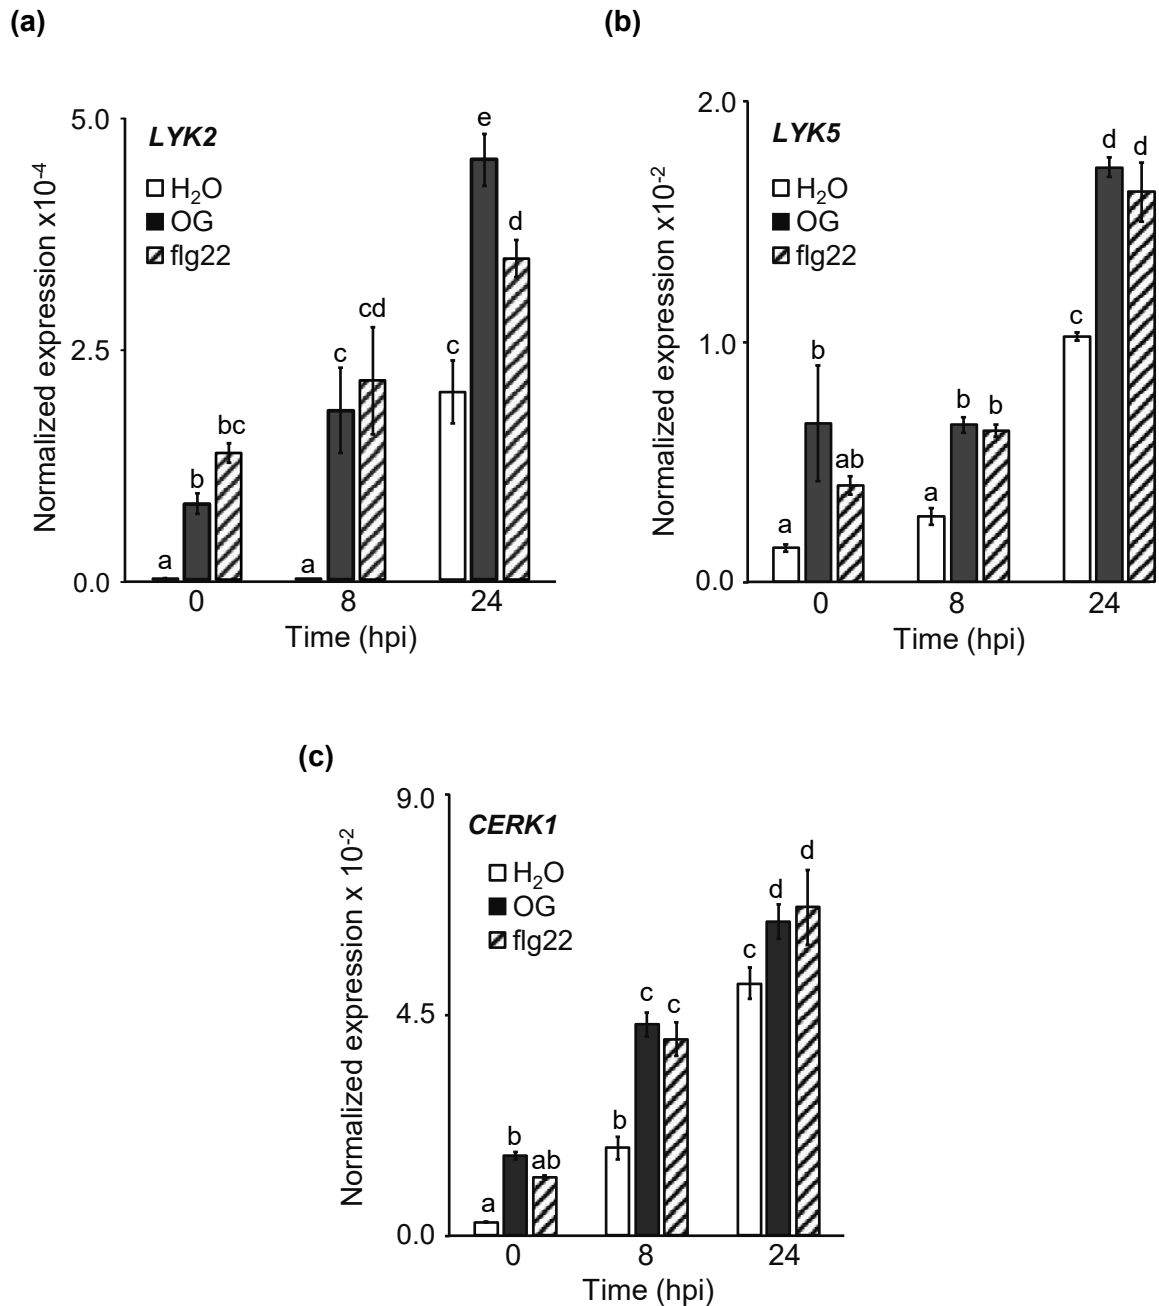 (a)
LYK2
H₂O
OG
flg22
Normalized expression x10⁻⁴
5.0
2.5
0.0
a
b
bc
a
c
cd
c
e
d
0
8
24
Time (hpi)
(b)
LYK5
H₂O
OG
flg22
Normalized expression x10⁻²
2.0
1.0
0.0
a
b
ab
a
b
b
c
d
d
0
8
24
Time (hpi)
(c)
CERK1
H₂O
OG
flg22
Normalized expression x 10⁻²
9.0
4.5
0.0
a
b
ab
b
c
c
c
d
d
0
8
24
Time (hpi)